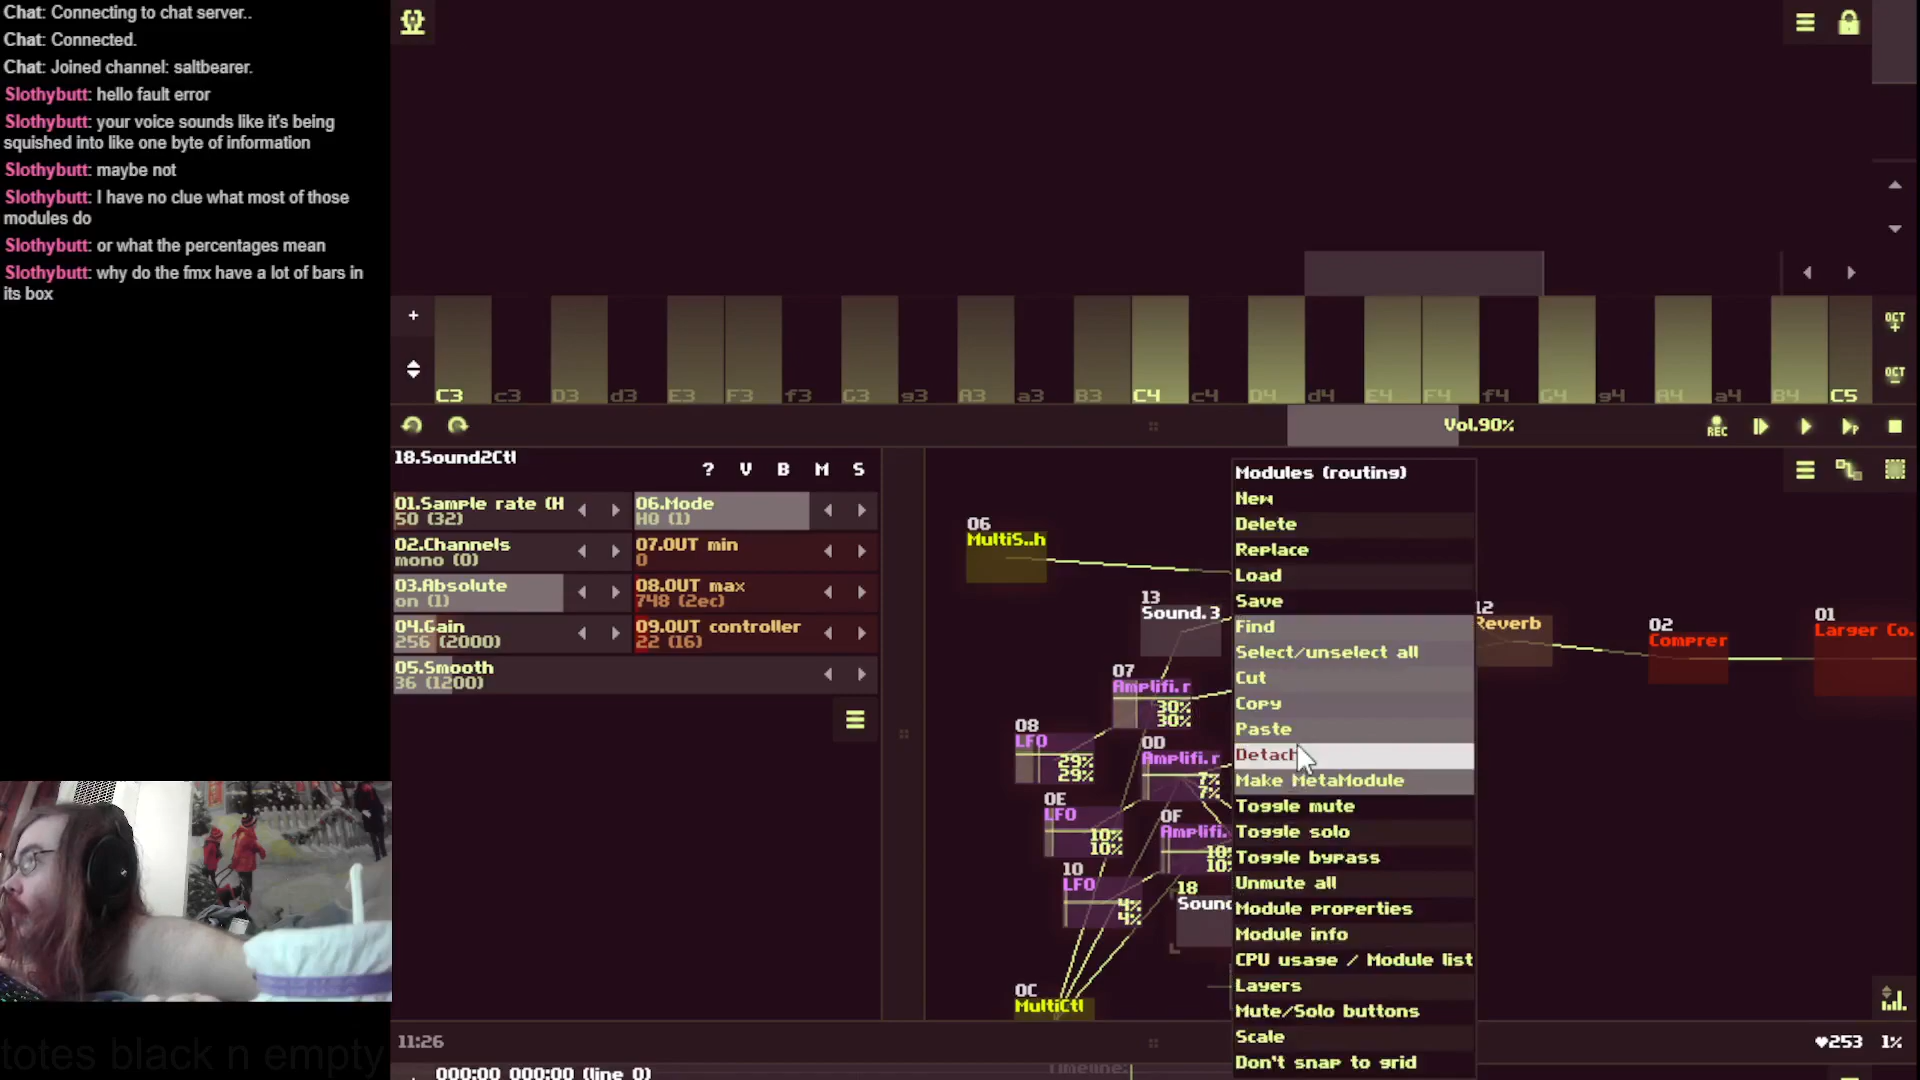 Chat: Connecting to chat server..
Chat: Connected.
Chat: Joined channel: saltbearer.
Slothybutt: hello fault error
Slothybutt: your voice sounds like it's being
squished into like one byte of information
Slothybutt: maybe not
Slothybutt: I have no clue what most of those
modules do
Slothybutt: or what the percentages mean
Slothybutt: why do the fmx have a lot of bars in
its box
C3 c3 D3 d3 E3 F3 f3 G3 g3 A3 a3 B3 C4 c4 D4 d4 E4 F4 f4 G4 g4 A4 a4 B4 C5
OCT
+
OCT
-
Vol.90%
REC
18.Sound2Ctl
? V B M S
01.Sample rate (H
50 (32)
02.Channels
mono (0)
03.Absolute
on (1)
04.Gain
256 (2000)
05.Smooth
36 (1200)
06.Mode
HQ (1)
07.OUT min
0
08.OUT max
748 (2ec)
09.OUT controller
22 (16)
06
MultiS..h
13
Sound.3
07
Amplifi.r
30%
30%
08
LFO
29%
29%
0D
Amplifi.r
7%
7%
0E
LFO
10%
10%
0F
Amplifi.
10%
10%
10
LFO
4%
4%
18
Sound
0C
MultiCtl
12
Reverb
02
Comprer
01
Larger Co.
Modules (routing)
New
Delete
Replace
Load
Save
Find
Select/unselect all
Cut
Copy
Paste
Detach
Make MetaModule
Toggle mute
Toggle solo
Toggle bypass
Unmute all
Module properties
Module info
CPU usage / Module list
Layers
Mute/Solo buttons
Scale
Don't snap to grid
totes black n empty
11:26
♥253 1%
000:00 000:00 (line 0)
Timeline: